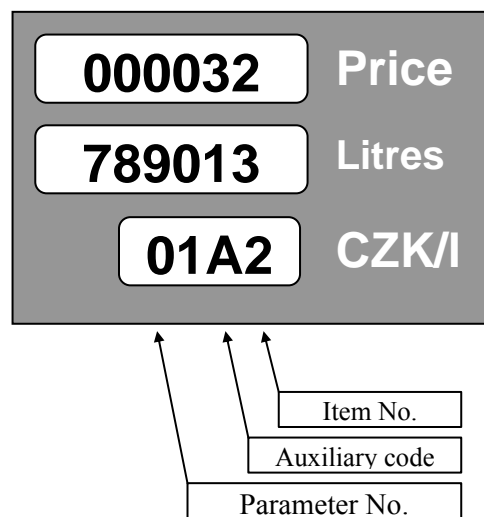 000032 Price
789013 Litres
01A2 CZK/l
Item No.
Auxiliary code
Parameter No.